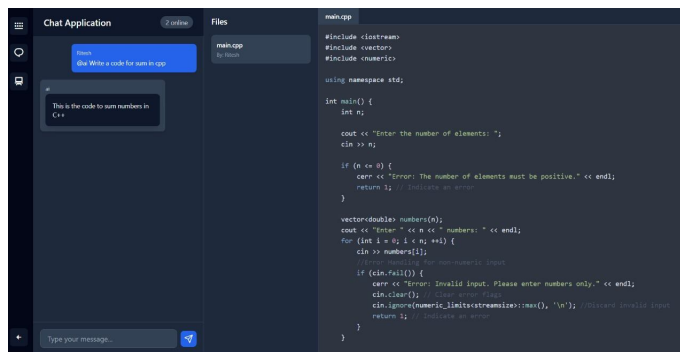 Chat Application
2 online
Ritesh
@ai Write a code for sum in cpp
ai
This is the code to sum numbers in
C++
Type your message...
Files
main.cpp
By: Ritesh
main.cpp
#include <iostream>
#include <vector>
#include <numeric>
using namespace std;
int main() {
int n;
cout << "Enter the number of elements: ";
cin >> n;
if (n <= 0) {
cerr << "Error: The number of elements must be positive." << endl;
return 1; // Indicate an error
}
vector<double> numbers(n);
cout << "Enter " << n << " numbers: " << endl;
for (int i = 0; i < n; ++i) {
cin >> numbers[i];
//Error Handling for non-numeric input
if (cin.fail()) {
cerr << "Error: Invalid input. Please enter numbers only." << endl;
cin.clear(); // Clear error flags
cin.ignore(numeric_limits<streamsize>::max(), '\n'); //Discard invalid input
return 1; // Indicate an error
}
}